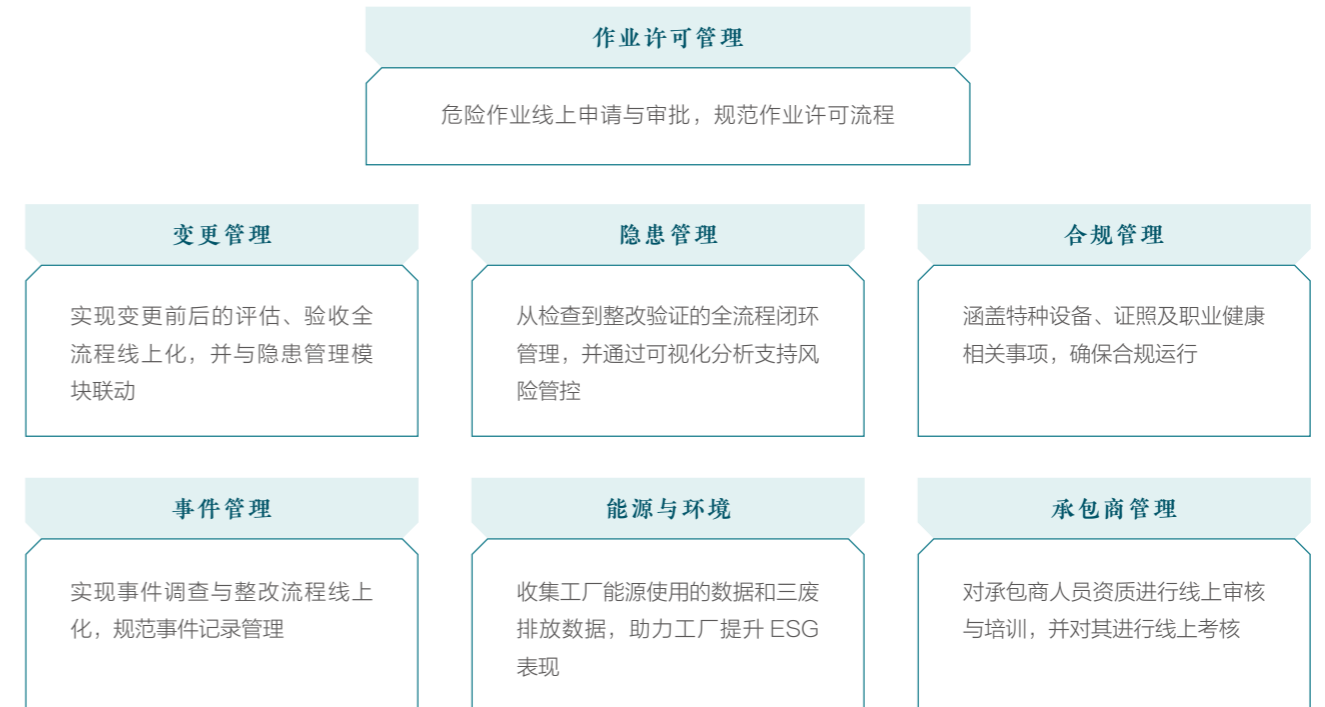 作业许可管理
危险作业线上申请与审批，规范作业许可流程
变更管理
实现变更前后的评估、验收全
流程线上化，并与隐患管理模
块联动
隐患管理
从检查到整改验证的全流程闭环
管理，并通过可视化分析支持风
险管控
合规管理
涵盖特种设备、证照及职业健康
相关事项，确保合规运行
事件管理
实现事件调查与整改流程线上
化，规范事件记录管理
能源与环境
收集工厂能源使用的数据和三废
排放数据，助力工厂提升 ESG
表现
承包商管理
对承包商人员资质进行线上审核
与培训，并对其进行线上考核